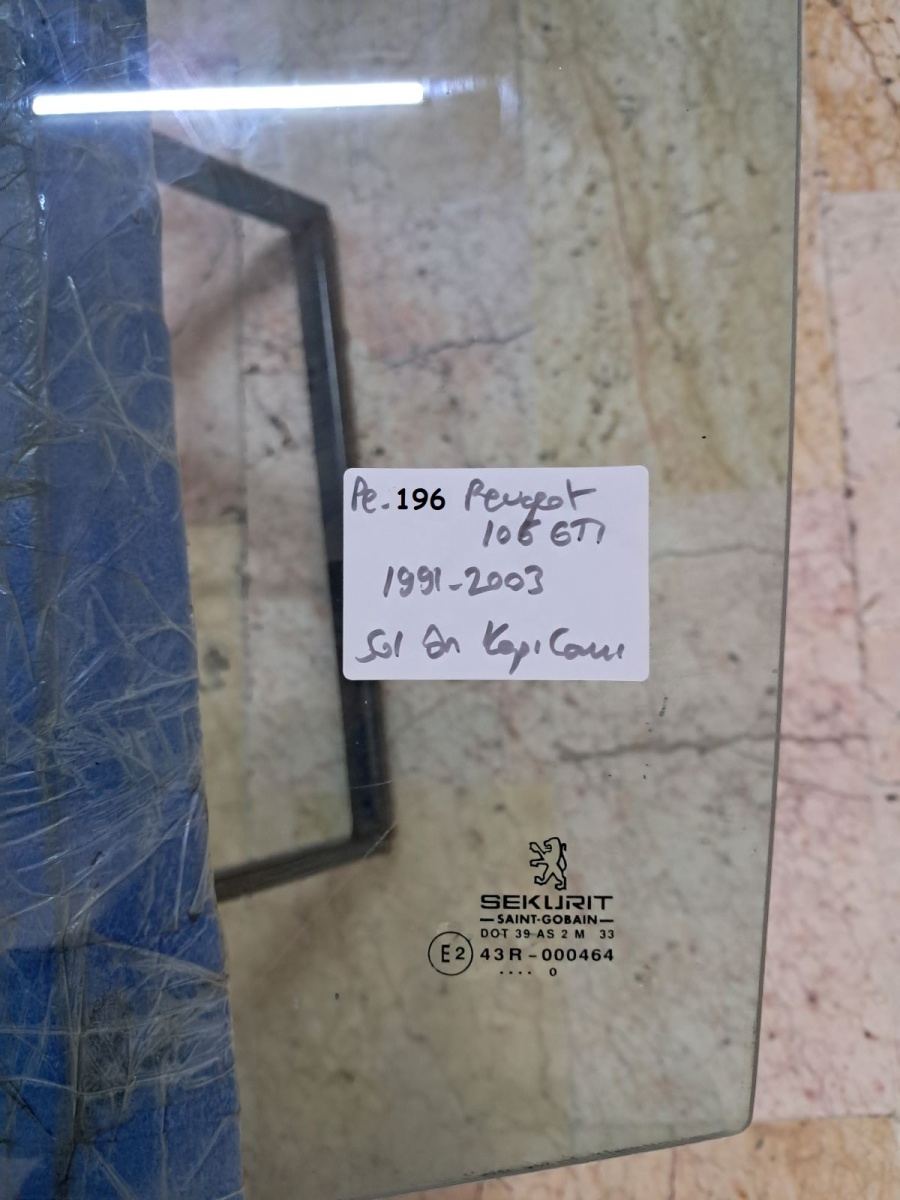 Pe.196 Peugeot
106 GTI
1991-2003
Sol Ön Kapı Camı
SEKURIT
SAINT-GOBAIN
DOT 39 AS 2 M 33
E2 43R-000464
.... 0